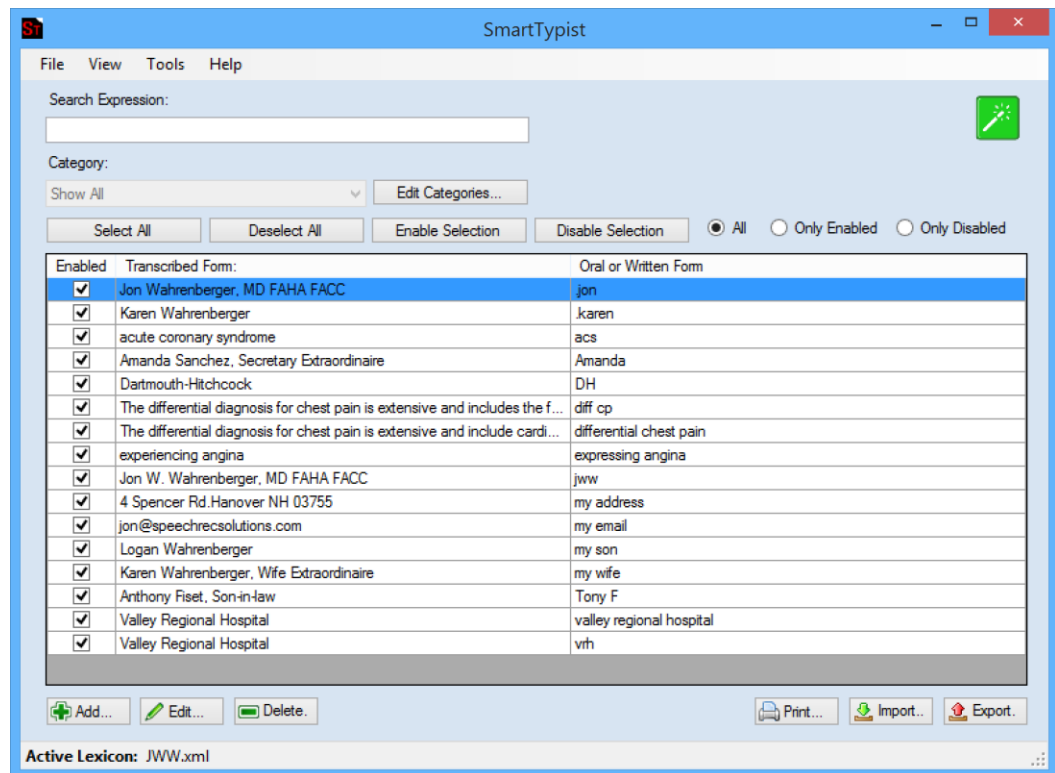 ST SmartTypist
File View Tools Help
Search Expression:
Category:
Show All Edit Categories...
Select All Deselect All Enable Selection Disable Selection All Only Enabled Only Disabled
Enabled Transcribed Form: Oral or Written Form
Jon Wahrenberger, MD FAHA FACC .jon
Karen Wahrenberger .karen
acute coronary syndrome acs
Amanda Sanchez, Secretary Extraordinaire Amanda
Dartmouth-Hitchcock DH
The differential diagnosis for chest pain is extensive and includes the f... diff cp
The differential diagnosis for chest pain is extensive and include cardi... differential chest pain
experiencing angina expressing angina
Jon W. Wahrenberger, MD FAHA FACC jww
4 Spencer Rd.Hanover NH 03755 my address
jon@speechrecsolutions.com my email
Logan Wahrenberger my son
Karen Wahrenberger, Wife Extraordinaire my wife
Anthony Fiset, Son-in-law Tony F
Valley Regional Hospital valley regional hospital
Valley Regional Hospital vrh
Add... Edit... Delete. Print... Import.. Export.
Active Lexicon: JWW.xml